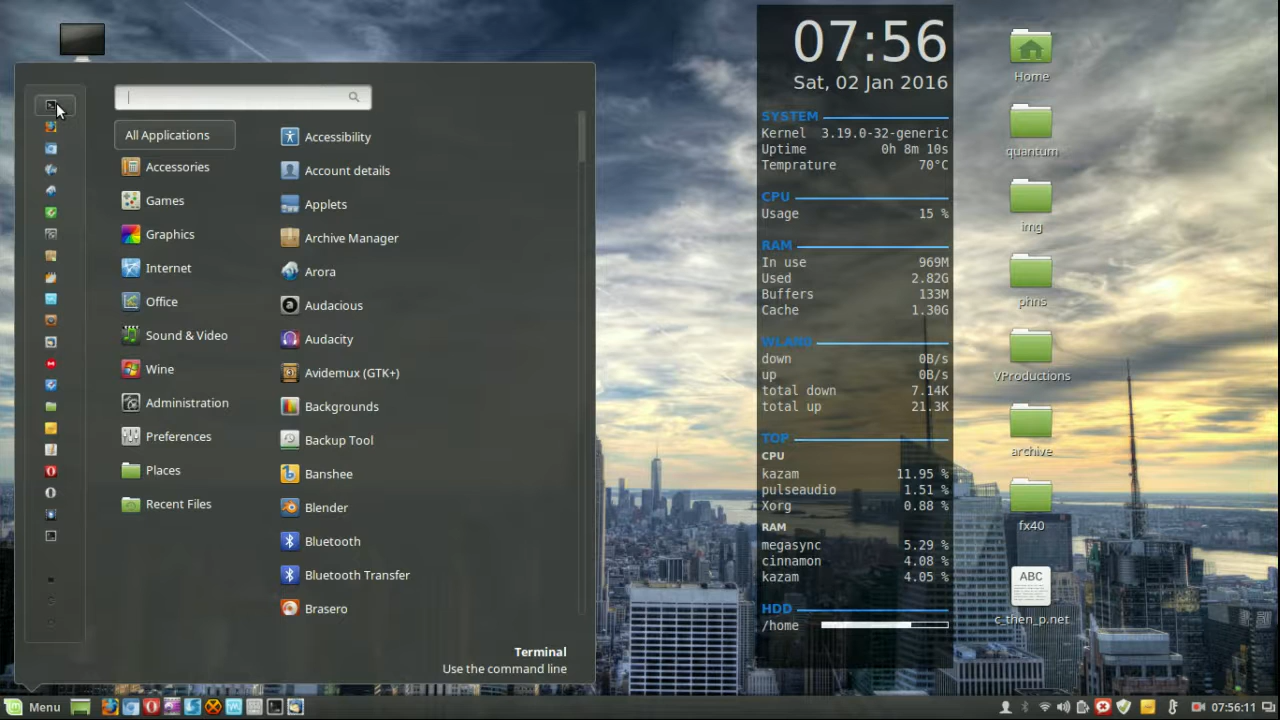 All Applications
Accessories
Games
Graphics
Internet
Office
Sound & Video
Wine
Administration
Preferences
Places
Recent Files
Accessibility
Account details
Applets
Archive Manager
Arora
Audacious
Audacity
Avidemux (GTK+)
Backgrounds
Backup Tool
Banshee
Blender
Bluetooth
Bluetooth Transfer
Brasero
Terminal
Use the command line
07:56
Sat, 02 Jan 2016
SYSTEM
Kernel 3.19.0-32-generic
Uptime 0h 8m 10s
Temprature 70°C
CPU
Usage 15 %
RAM
In use 969M
Used 2.82G
Buffers 133M
Cache 1.30G
WLAN0
down 0B/s
up 0B/s
total down 7.14K
total up 21.3K
TOP
CPU
kazam 11.95 %
pulseaudio 1.51 %
Xorg 0.88 %
RAM
megasync 5.29 %
cinnamon 4.08 %
kazam 4.05 %
HDD
/home
Home
quantum
img
phns
VProductions
archive
fx40
ABC
c_then_p.net
Menu
07:56:11